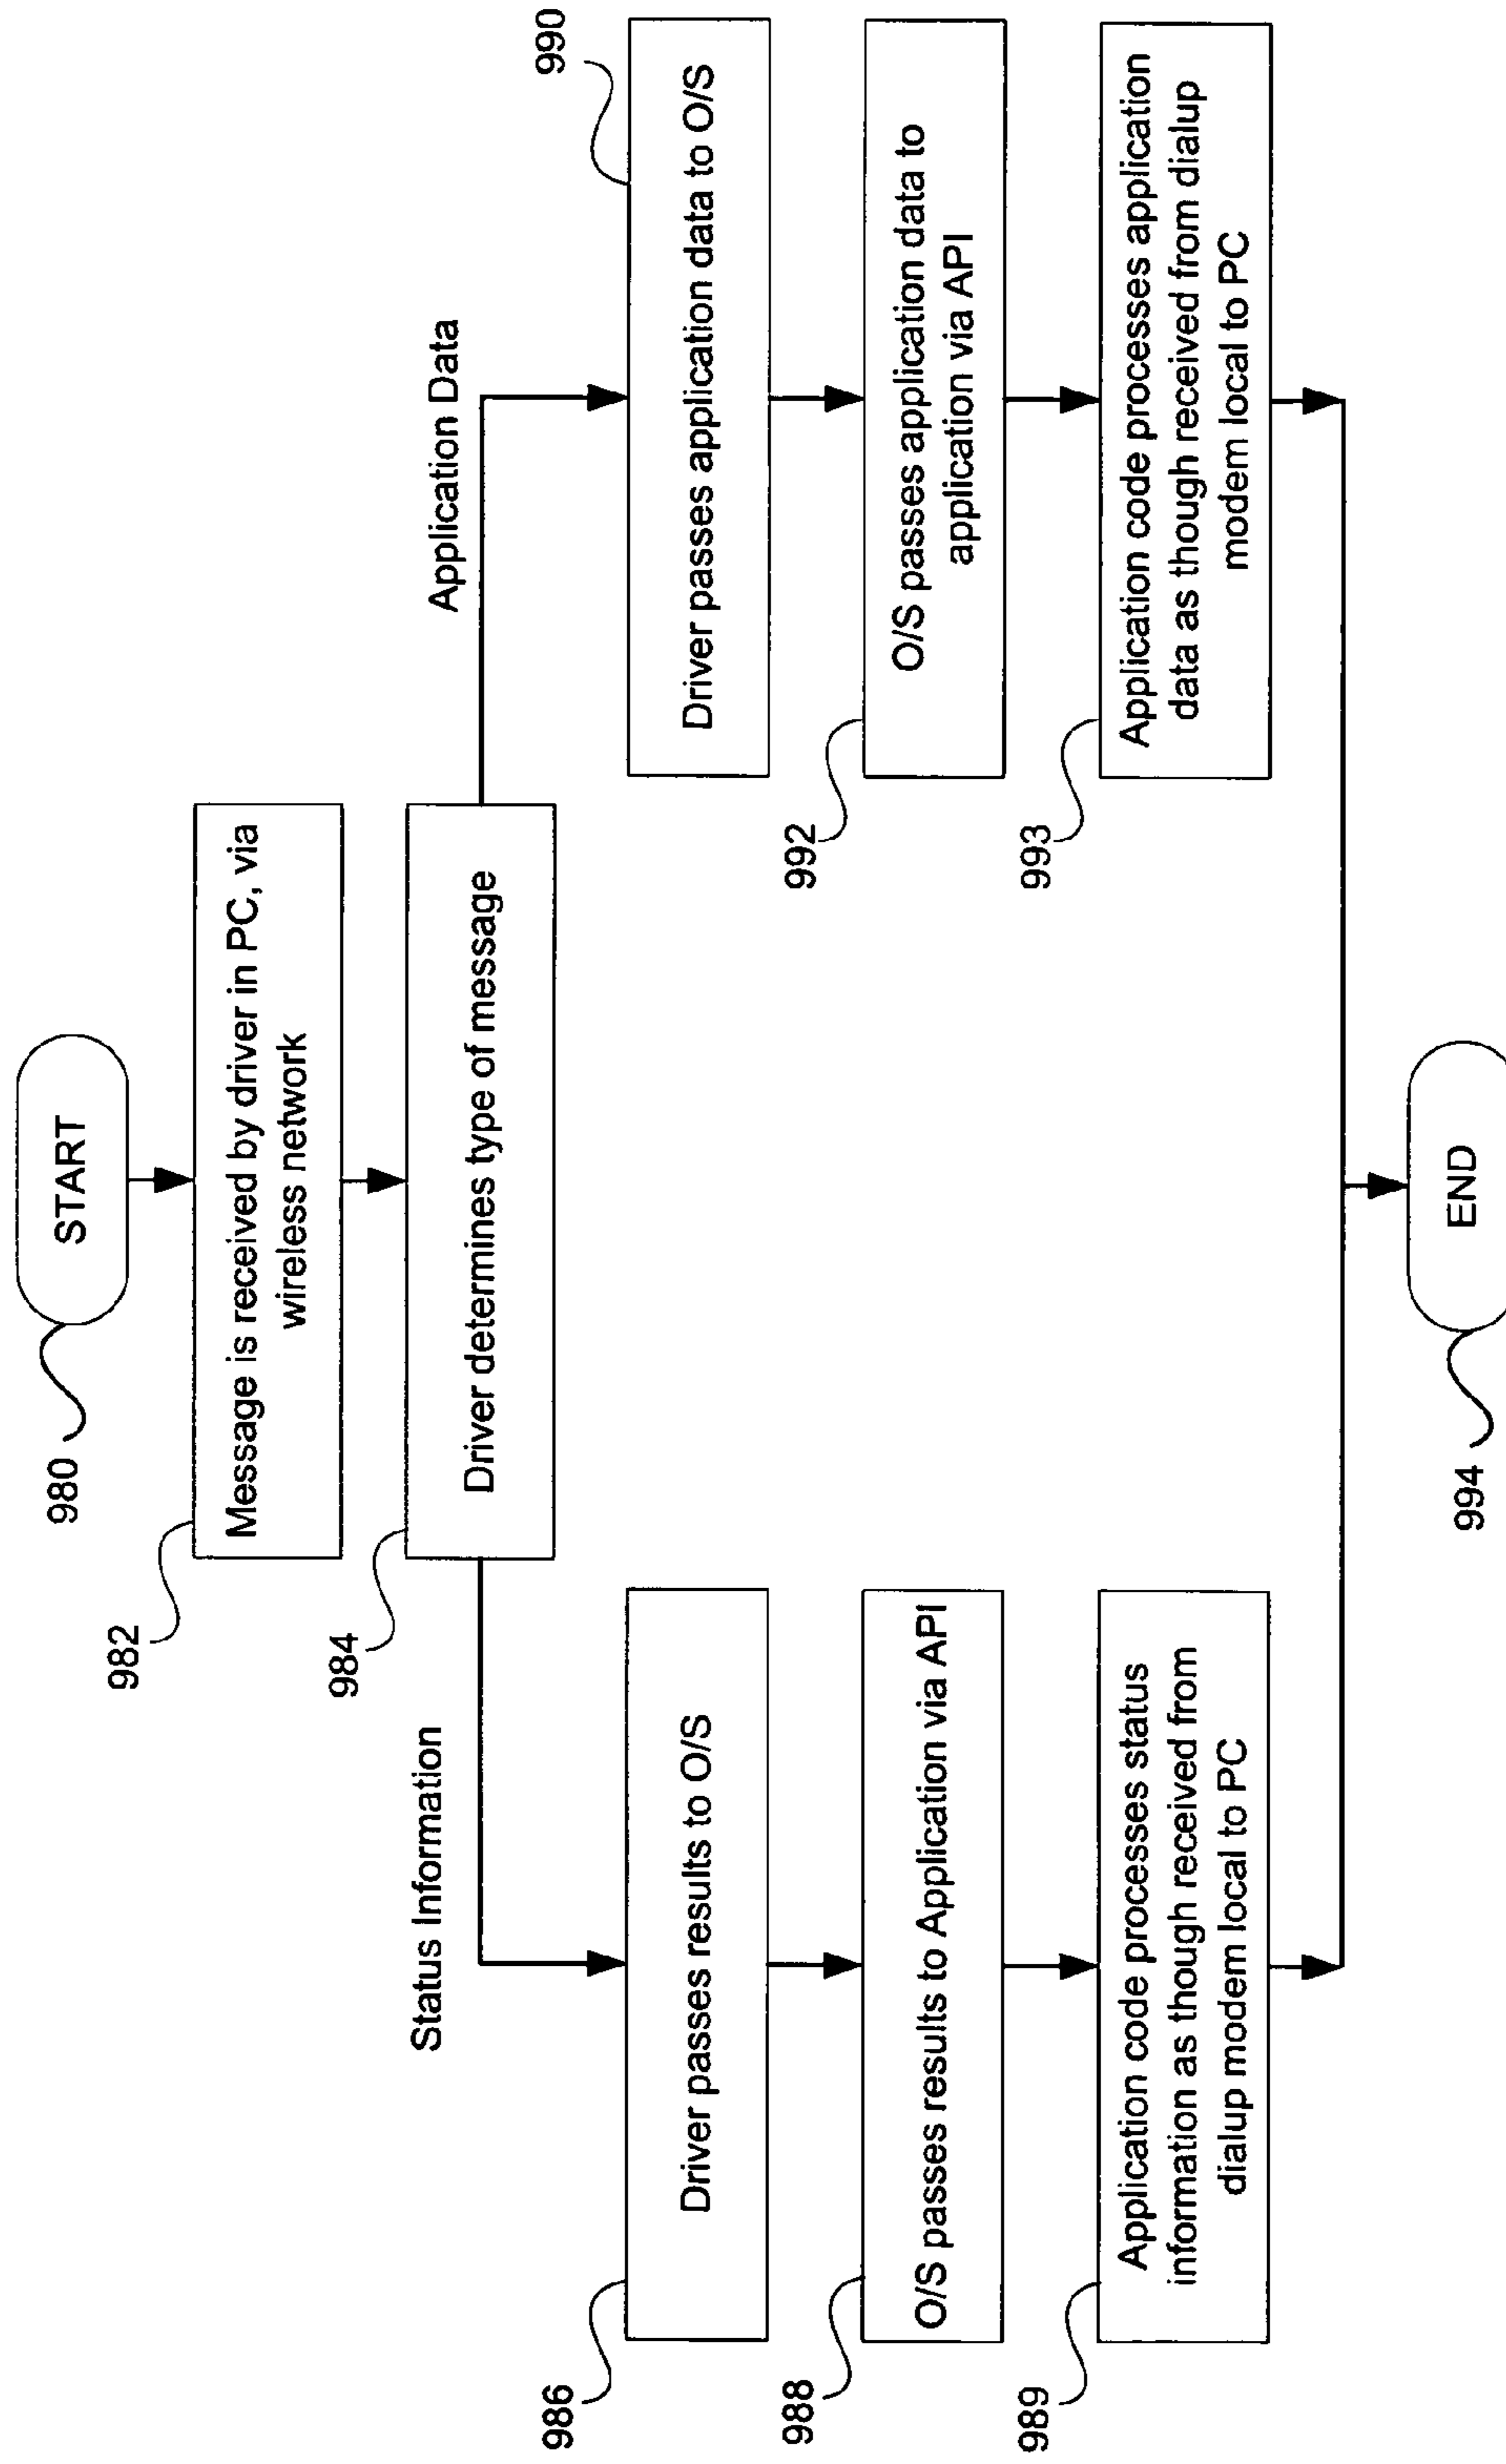 START
980
Message is received by driver in PC, via
wireless network
982
Driver determines type of message
984
Status Information
Application Data
Driver passes results to O/S
986
O/S passes results to Application via API
988
Application code processes status
information as though received from
dialup modem local to PC
989
Driver passes application data to O/S
990
O/S passes application data to
application via API
992
Application code processes application
data as though received from dialup
modem local to PC
993
END
994